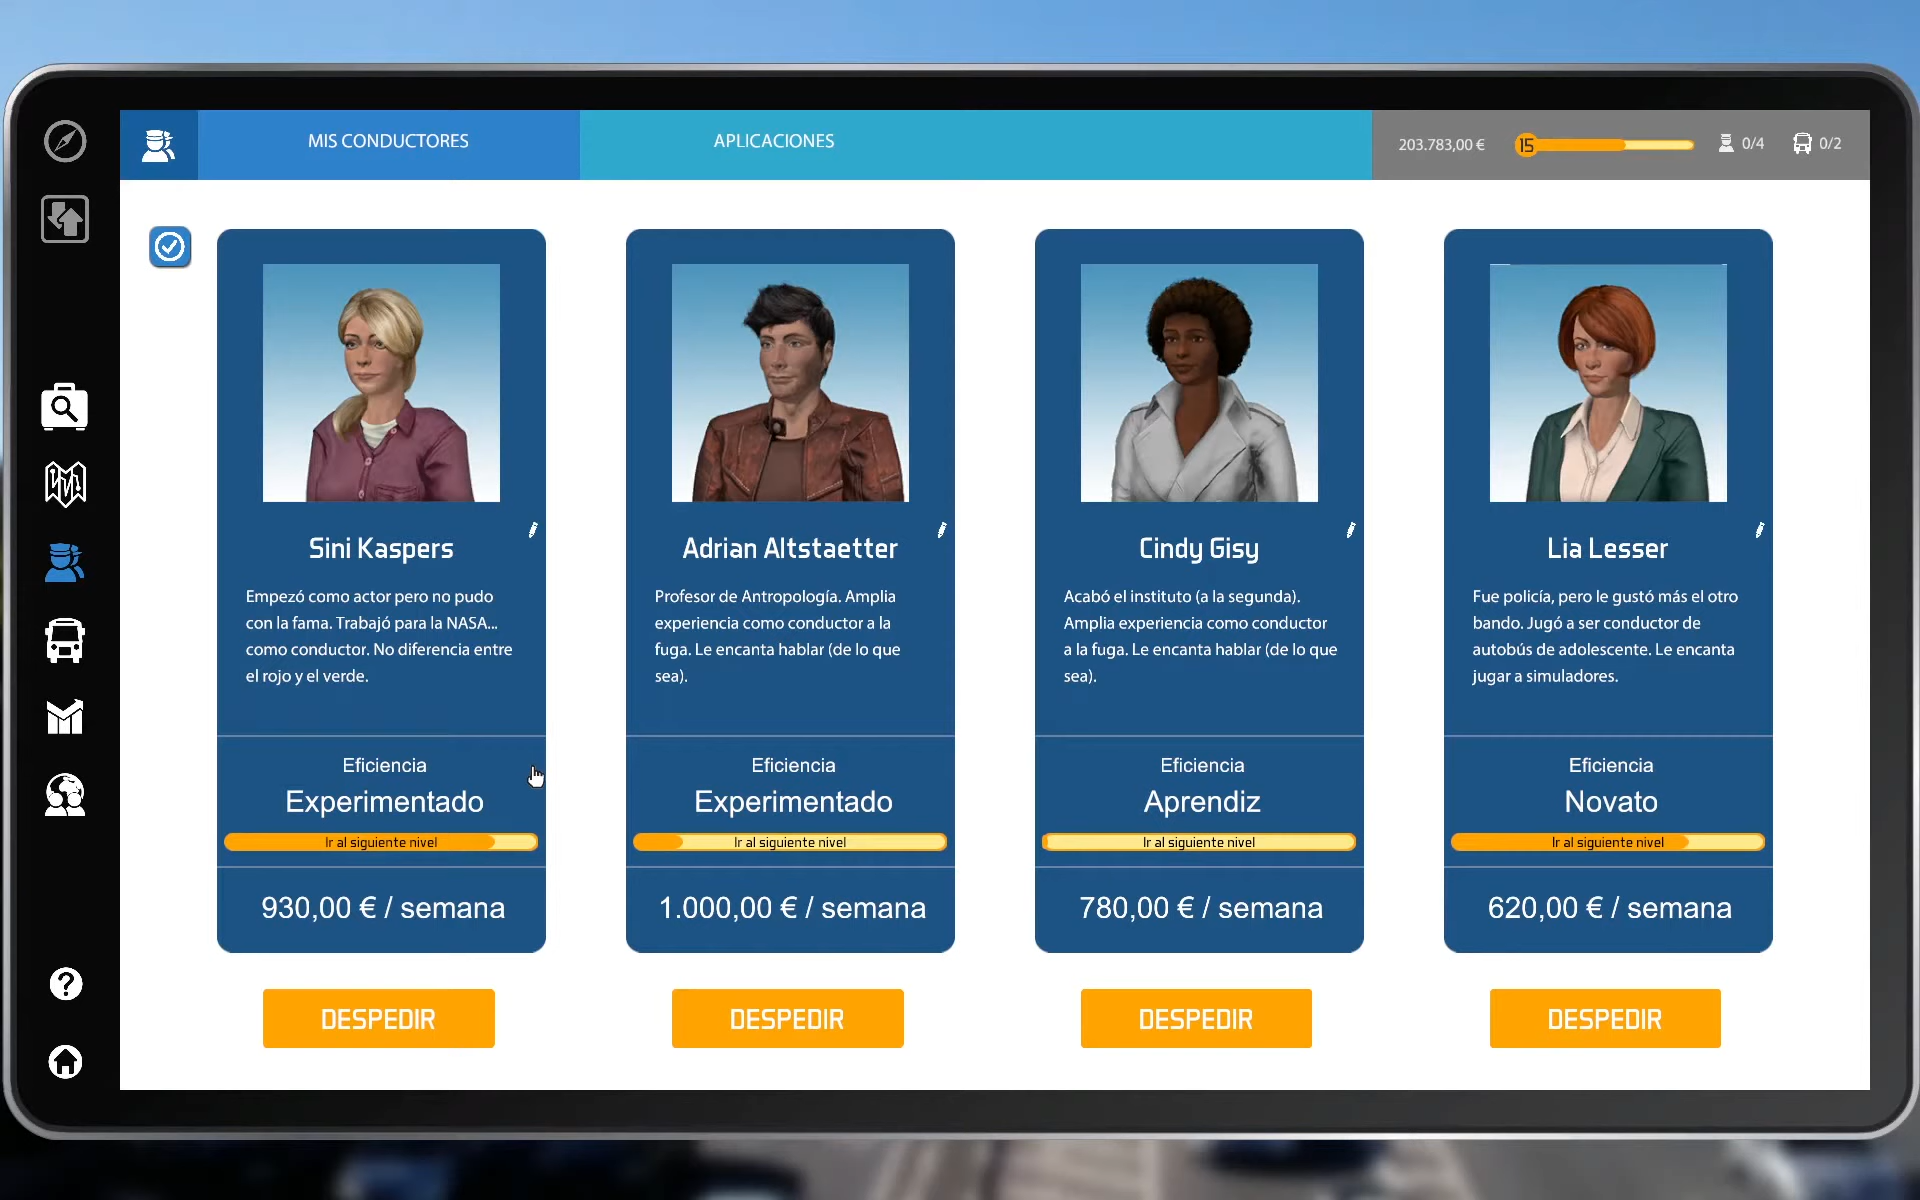 MIS CONDUCTORES
APLICACIONES
203.783,00 €
15
0/4
0/2
Sini Kaspers
Empezó como actor pero no pudo
con la fama. Trabajó para la NASA...
como conductor. No diferencia entre
el rojo y el verde.
Eficiencia
Experimentado
Ir al siguiente nivel
930,00 € / semana
DESPEDIR
Adrian Altstaetter
Profesor de Antropología. Amplia
experiencia como conductor a la
fuga. Le encanta hablar (de lo que
sea).
Eficiencia
Experimentado
Ir al siguiente nivel
1.000,00 € / semana
DESPEDIR
Cindy Gisy
Acabó el instituto (a la segunda).
Amplia experiencia como conductor
a la fuga. Le encanta hablar (de lo que
sea).
Eficiencia
Aprendiz
Ir al siguiente nivel
780,00 € / semana
DESPEDIR
Lia Lesser
Fue policía, pero le gustó más el otro
bando. Jugó a ser conductor de
autobús de adolescente. Le encanta
jugar a simuladores.
Eficiencia
Novato
Ir al siguiente nivel
620,00 € / semana
DESPEDIR